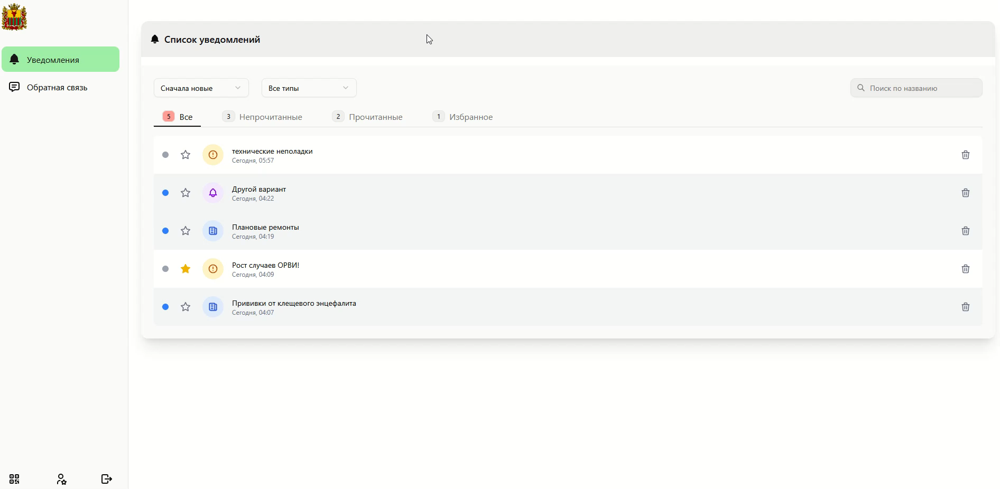 Список уведомлений
Уведомления
Обратная связь
Сначала новые
Все типы
Поиск по названию
5 Все
3 Непрочитанные
2 Прочитанные
1 Избранное
технические неполадки
Сегодня, 05:57
Другой вариант
Сегодня, 04:22
Плановые ремонты
Сегодня, 04:19
Рост случаев ОРВИ!
Сегодня, 04:09
Прививки от клещевого энцефалита
Сегодня, 04:07